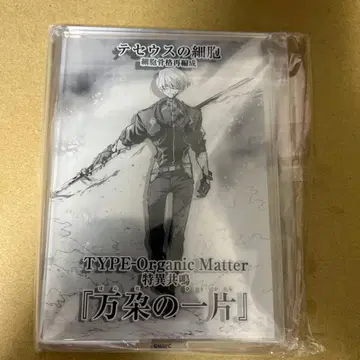 テセウスの細胞
細胞骨格再編成
TYPE-Organic Matter
特異共鳴
『万朶の一片』